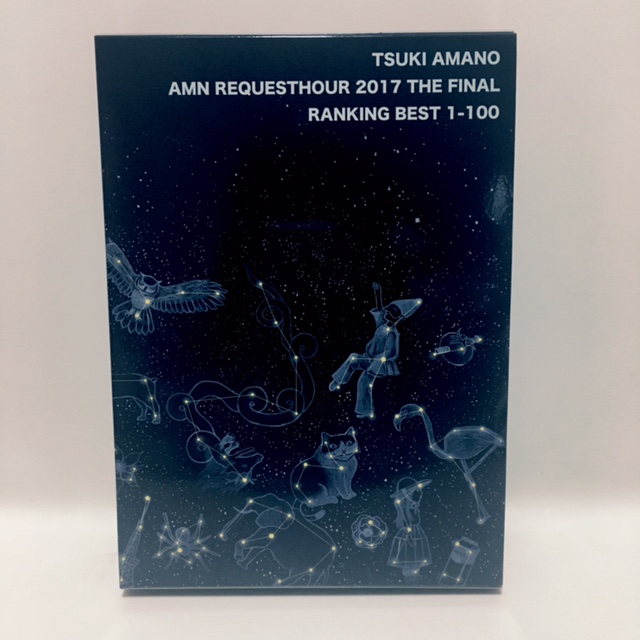 TSUKI AMANO
AMN REQUESTHOUR 2017 THE FINAL
RANKING BEST 1-100